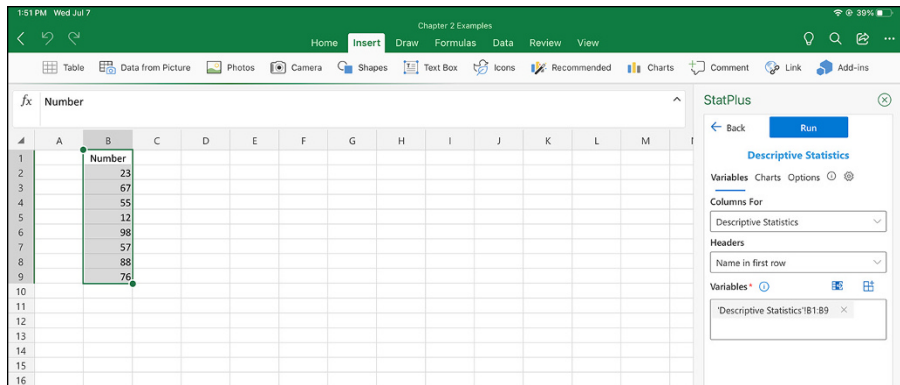 1:51 PM Wed Jul 7
39%
Chapter 2 Examples
Home Insert Draw Formulas Data Review View
Table Data from Picture Photos Camera Shapes Text Box Icons Recommended Charts Comment Link Add-ins
fx Number
StatPlus
Back Run
Descriptive Statistics
Variables Charts Options
Columns For
Descriptive Statistics
Headers
Name in first row
Variables*
'Descriptive Statistics'!B1:B9
A B C D E F G H I J K L M
1 Number
2 23
3 67
4 55
5 12
6 98
7 57
8 88
9 76
10
11
12
13
14
15
16